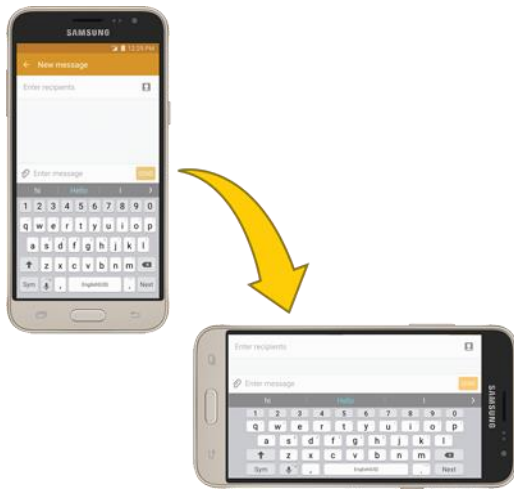 SAMSUNG
12:29 PM
← New message
Enter recipients
Enter message
SEND
hi Hello I
1 2 3 4 5 6 7 8 9 0
q w e r t y u i o p
a s d f g h j k l
z x c v b n m
Sym , English(US) . Next
Enter recipients
Enter message
SEND
hi Hello I
1 2 3 4 5 6 7 8 9 0
q w e r t y u i o p
a s d f g h j k l
z x c v b n m
Sym , English(US) . Next
SAMSUNG